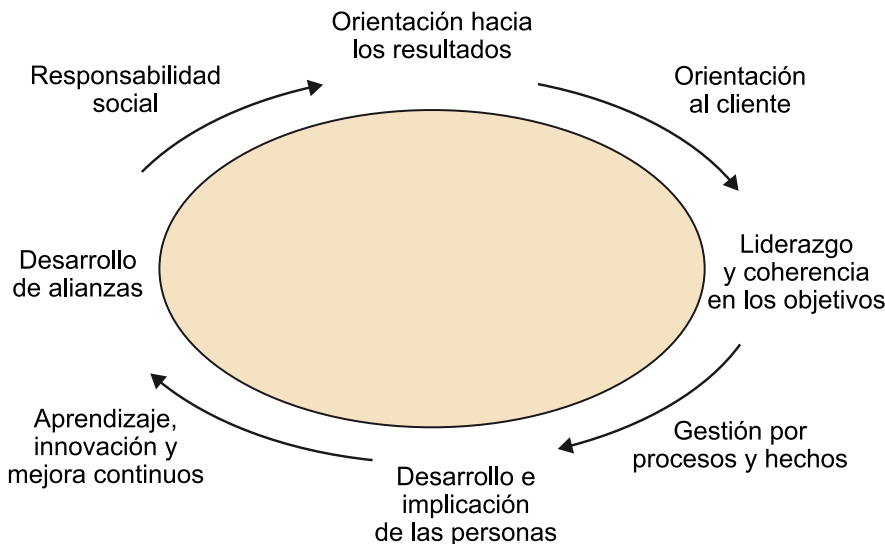 Orientación hacia
los resultados
Orientación
al cliente
Liderazgo
y coherencia
en los objetivos
Gestión por
procesos y hechos
Desarrollo e
implicación
de las personas
Aprendizaje,
innovación y
mejora continuos
Desarrollo
de alianzas
Responsabilidad
social